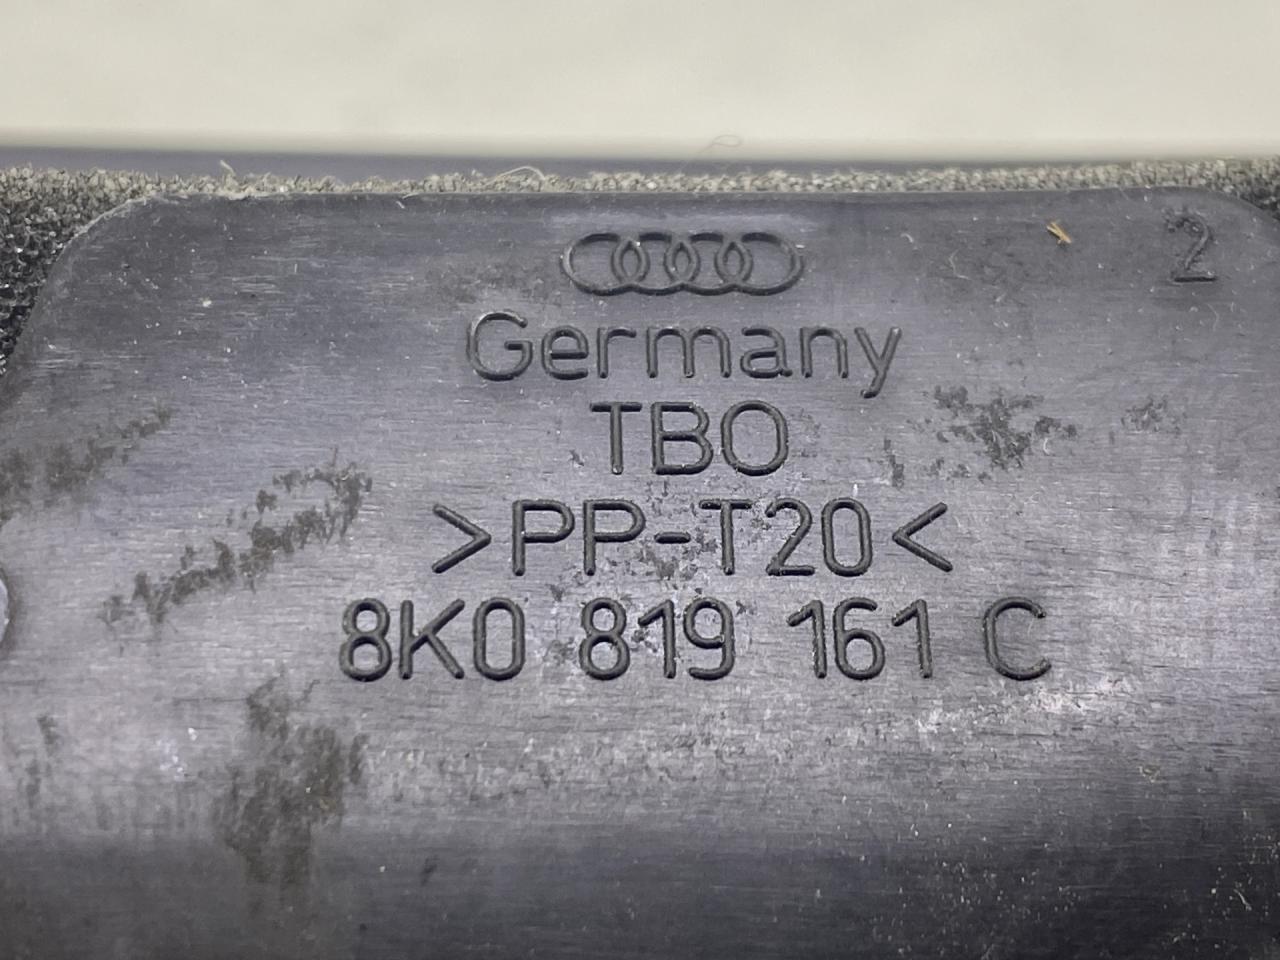 2
Germany
TBO
>PP-T20<
8K0 819 161 C